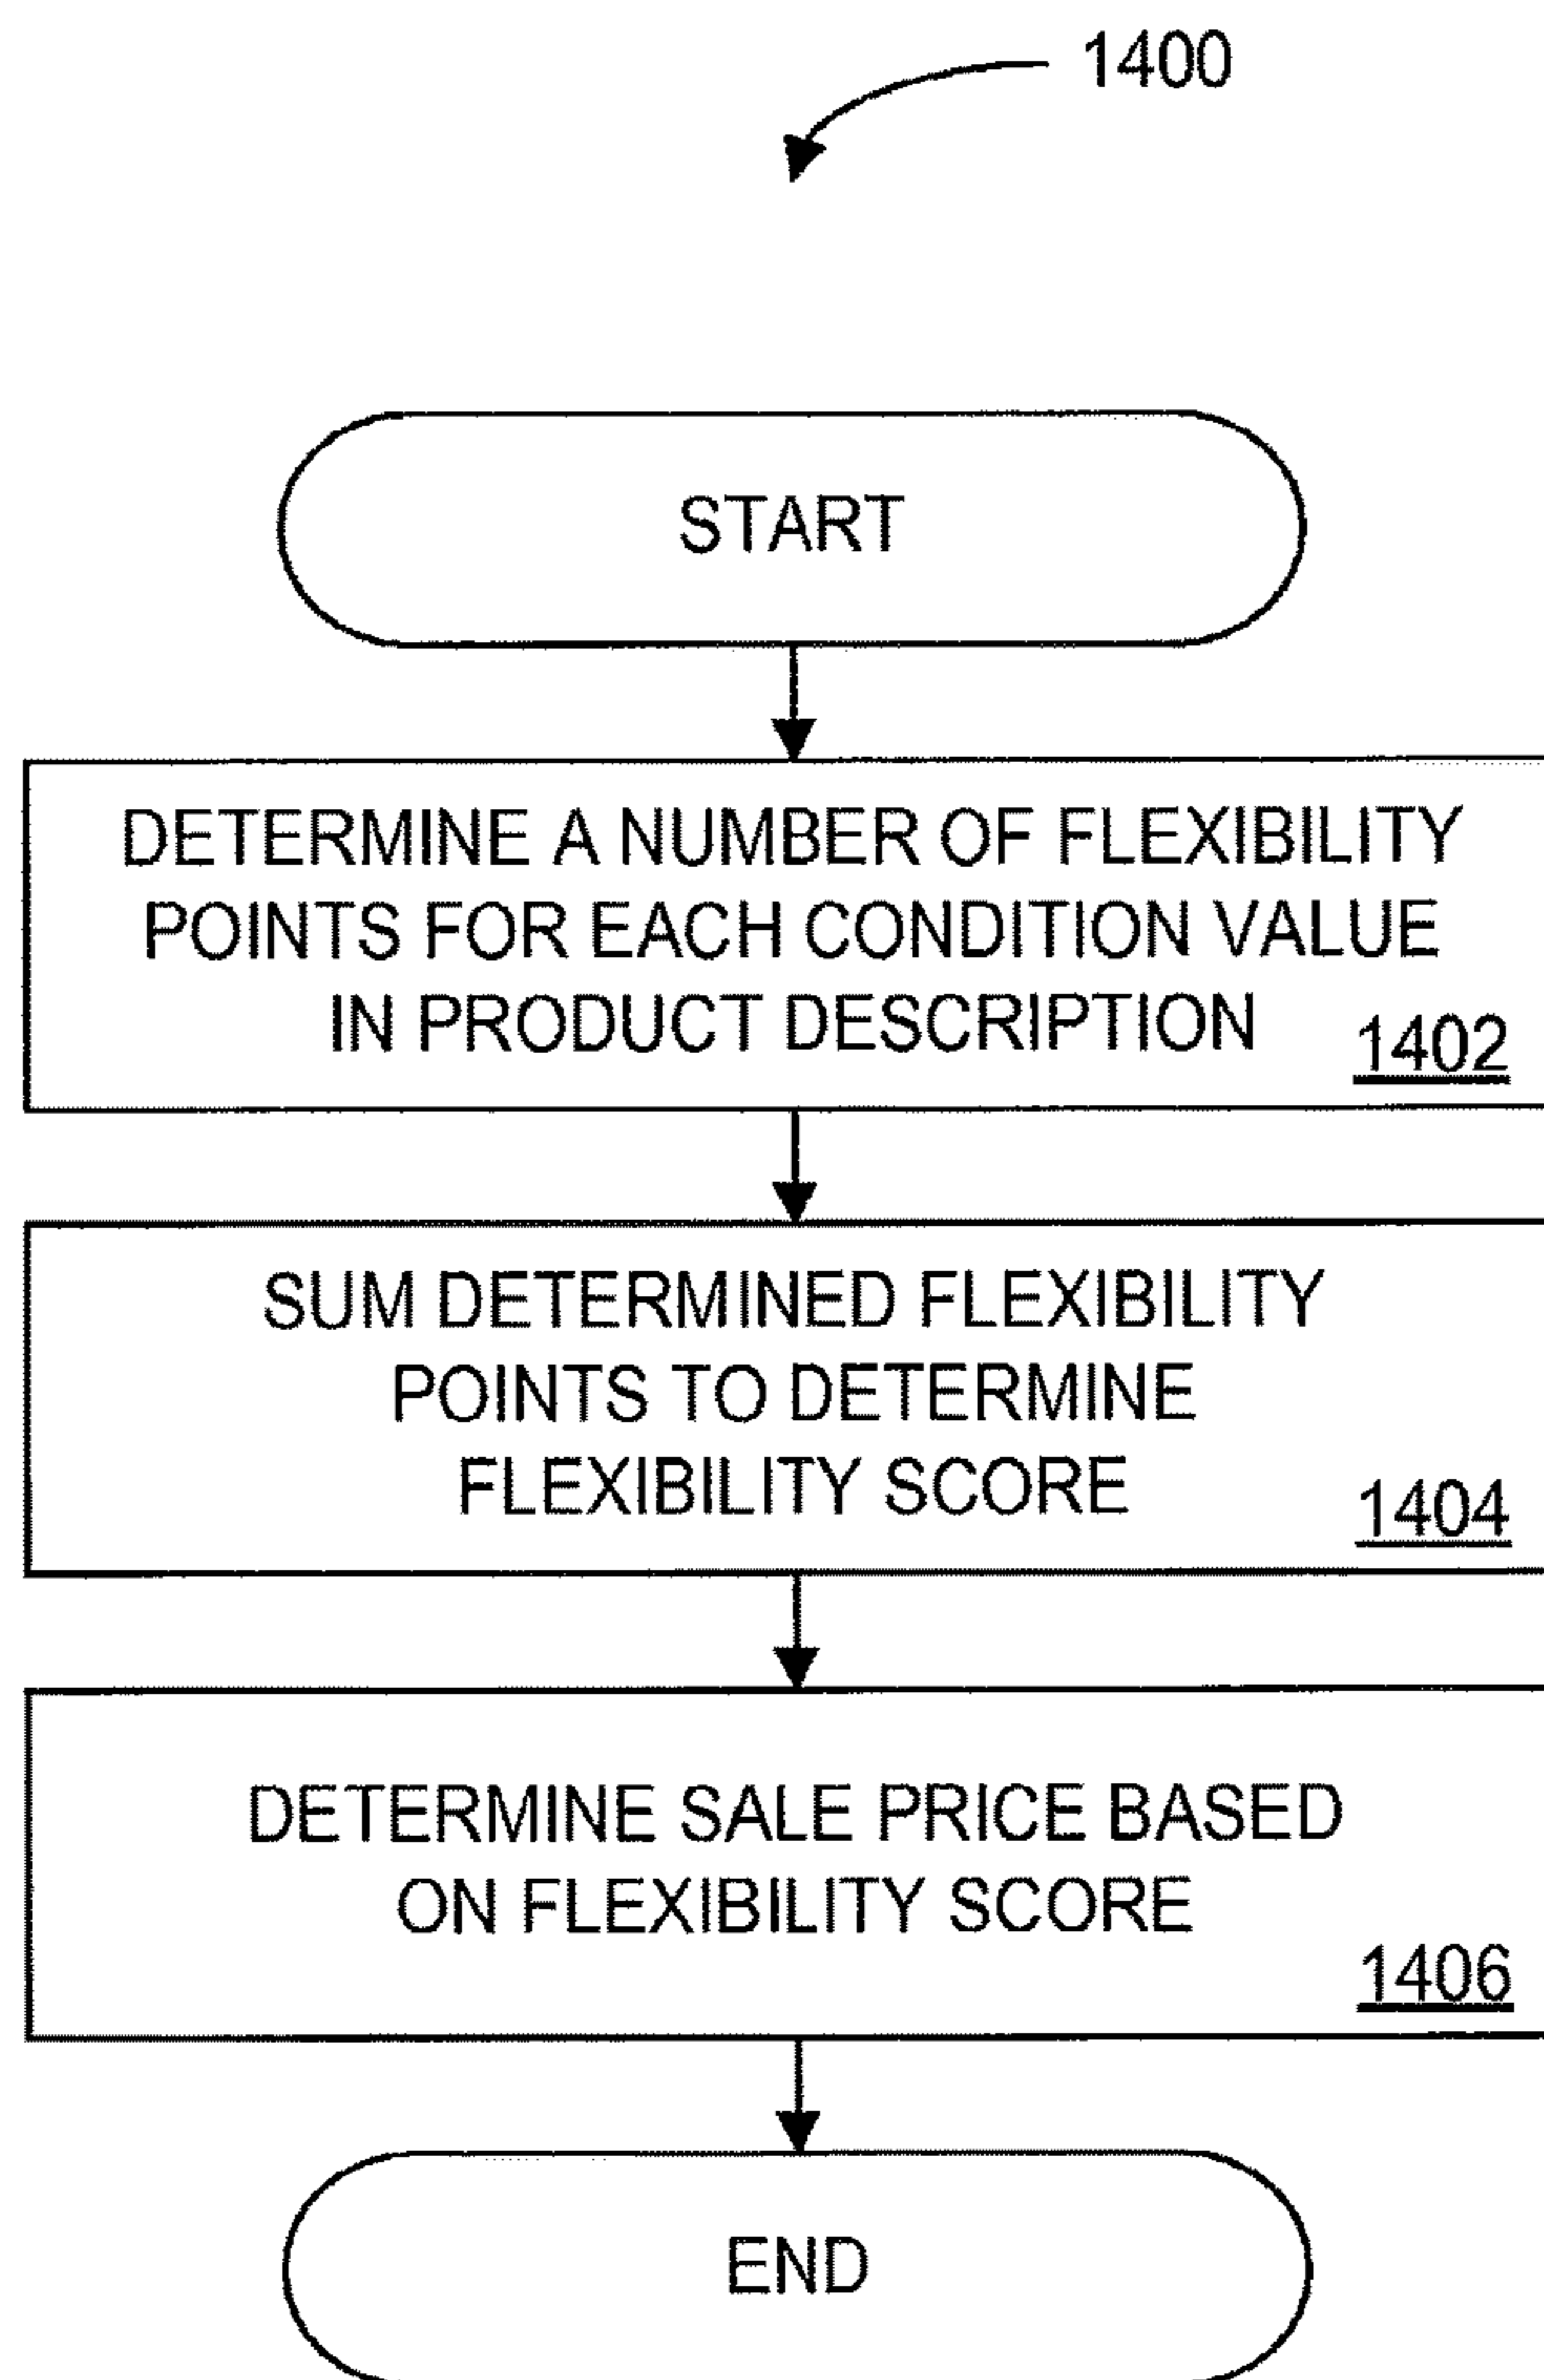 1400
START
DETERMINE A NUMBER OF FLEXIBILITY
POINTS FOR EACH CONDITION VALUE
IN PRODUCT DESCRIPTION
1402
SUM DETERMINED FLEXIBILITY
POINTS TO DETERMINE
FLEXIBILITY SCORE
1404
DETERMINE SALE PRICE BASED
ON FLEXIBILITY SCORE
1406
END